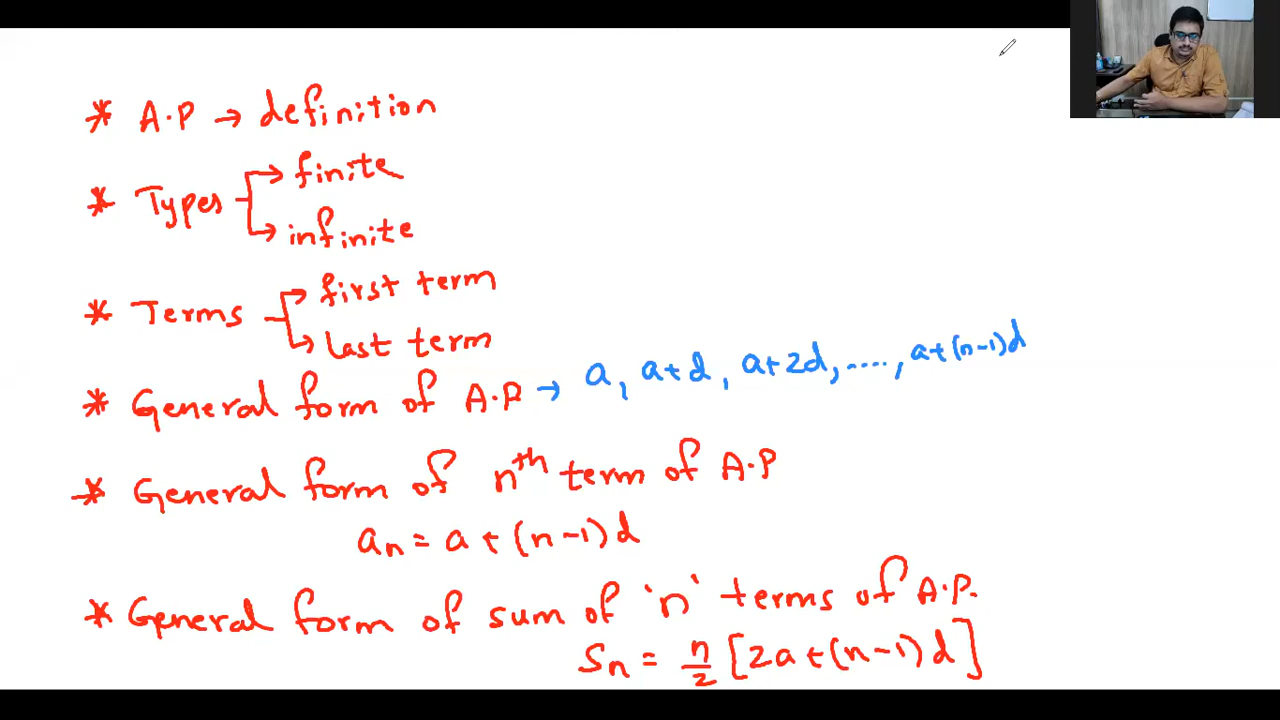 * A.P → definition
* Types → finite
→ infinite
* Terms → first term
→ last term
* General form of A.P → a, a+d, a+2d, ...., a+(n-1)d
* General form of nth term of A.P
an = a + (n-1)d
* General form of sum of 'n' terms of A.P.
Sn = n/2 [2a+(n-1)d]